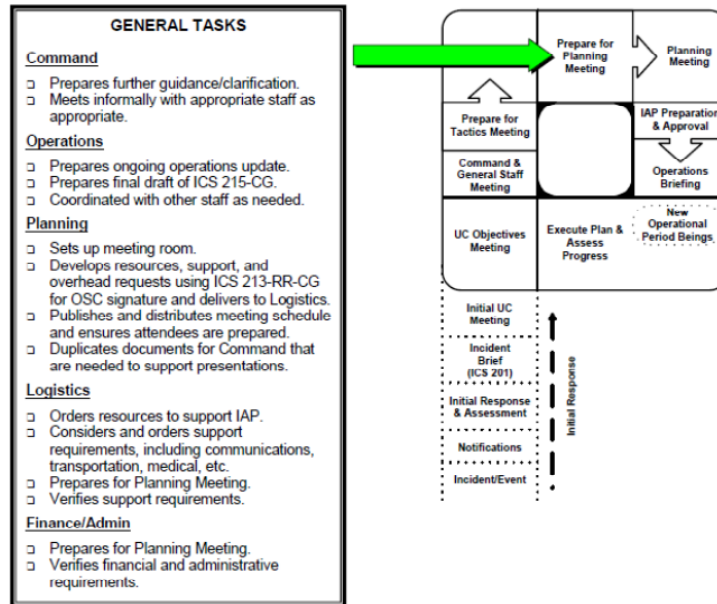 GENERAL TASKS
Command
Prepares further guidance/clarification.
Meets informally with appropriate staff as
appropriate.
Operations
Prepares ongoing operations update.
Prepares final draft of ICS 215-CG.
Coordinated with other staff as needed.
Planning
Sets up meeting room.
Develops resources, support, and
overhead requests using ICS 213-RR-CG
for OSC signature and delivers to Logistics.
Publishes and distributes meeting schedule
and ensures attendees are prepared.
Duplicates documents for Command that
are needed to support presentations.
Logistics
Orders resources to support IAP.
Considers and orders support
requirements, including communications,
transportation, medical, etc.
Prepares for Planning Meeting.
Verifies support requirements.
Finance/Admin
Prepares for Planning Meeting.
Verifies financial and administrative
requirements.
Prepare for
Planning
Meeting
Planning
Meeting
Prepare for
Tactics Meeting
IAP Preparation
& Approval
Command &
General Staff
Meeting
Operations
Briefing
UC Objectives
Meeting
Execute Plan &
Assess
Progress
New
Operational
Period Beings
Initial UC
Meeting
Incident
Brief
(ICS 201)
Initial Response
& Assessment
Notifications
Incident/Event
Initial Response